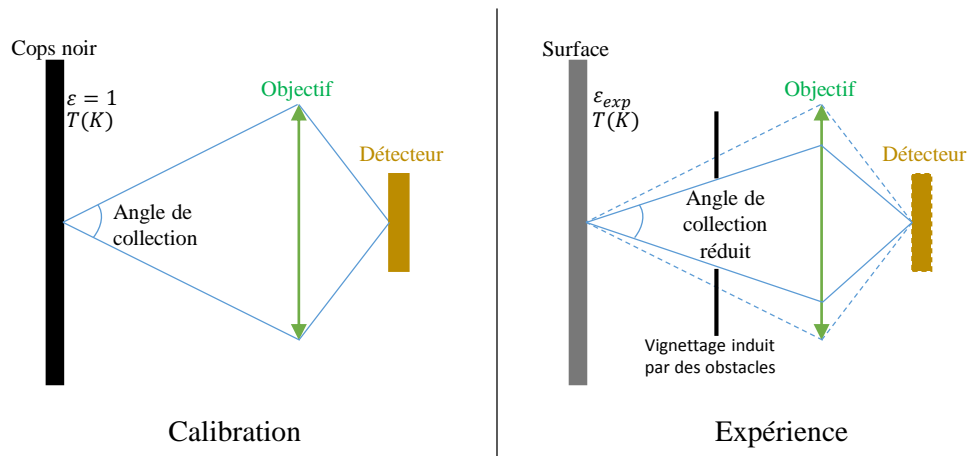 Cops noir
ε = 1
T(K)
Objectif
Détecteur
Angle de
collection
Calibration
Surface
ε_exp
T(K)
Objectif
Détecteur
Angle de
collection
réduit
Vignettage induit
par des obstacles
Expérience